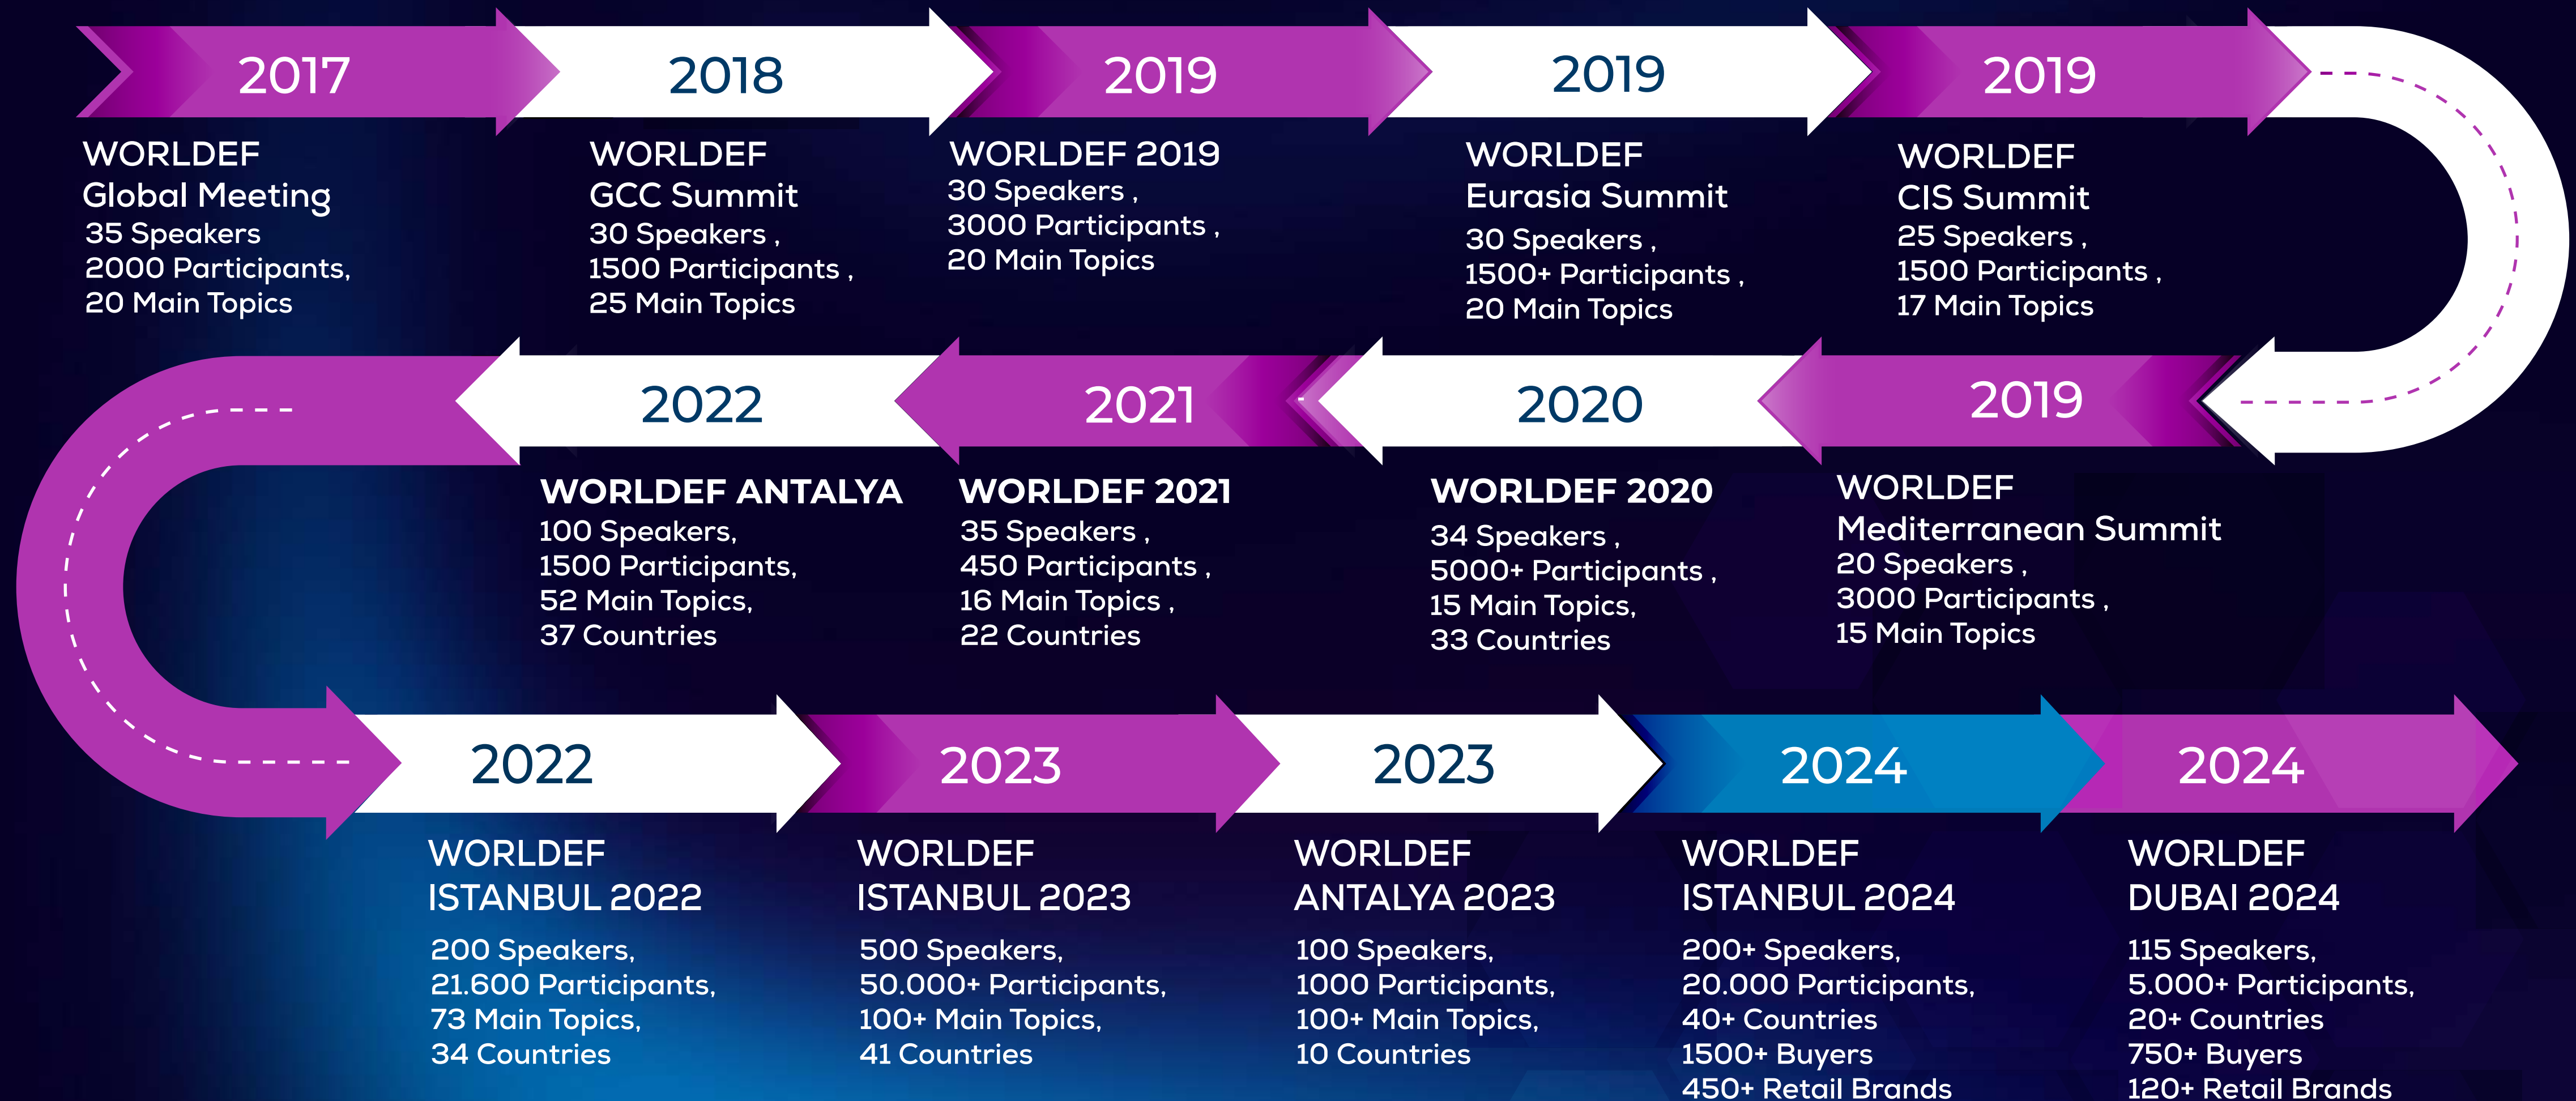 2017
WORLDEF
Global Meeting
35 Speakers
2000 Participants,
20 Main Topics
2018
WORLDEF
GCC Summit
30 Speakers ,
1500 Participants ,
25 Main Topics
2019
WORLDEF 2019
30 Speakers ,
3000 Participants ,
20 Main Topics
2019
WORLDEF
Eurasia Summit
30 Speakers ,
1500+ Participants ,
20 Main Topics
2019
WORLDEF
CIS Summit
25 Speakers ,
1500 Participants ,
17 Main Topics
2019
WORLDEF
Mediterranean Summit
20 Speakers ,
3000 Participants ,
15 Main Topics
2020
WORLDEF 2020
34 Speakers ,
5000+ Participants ,
15 Main Topics,
33 Countries
2021
WORLDEF 2021
35 Speakers ,
450 Participants ,
16 Main Topics ,
22 Countries
2022
WORLDEF ANTALYA
100 Speakers,
1500 Participants,
52 Main Topics,
37 Countries
2022
WORLDEF
ISTANBUL 2022
200 Speakers,
21.600 Participants,
73 Main Topics,
34 Countries
2023
WORLDEF
ISTANBUL 2023
500 Speakers,
50.000+ Participants,
100+ Main Topics,
41 Countries
2023
WORLDEF
ANTALYA 2023
100 Speakers,
1000 Participants,
100+ Main Topics,
10 Countries
2024
WORLDEF
ISTANBUL 2024
200+ Speakers,
20.000 Participants,
40+ Countries
1500+ Buyers
450+ Retail Brands
2024
WORLDEF
DUBAI 2024
115 Speakers,
5.000+ Participants,
20+ Countries
750+ Buyers
120+ Retail Brands